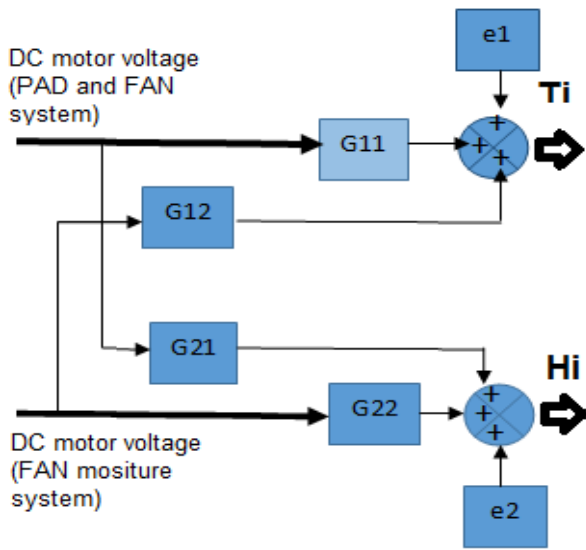 e1
DC motor voltage
(PAD and FAN
system)
Ti
G11
+
+
+
G12
G21
Hi
G22
+
+
+
DC motor voltage
(FAN mositure
system)
e2